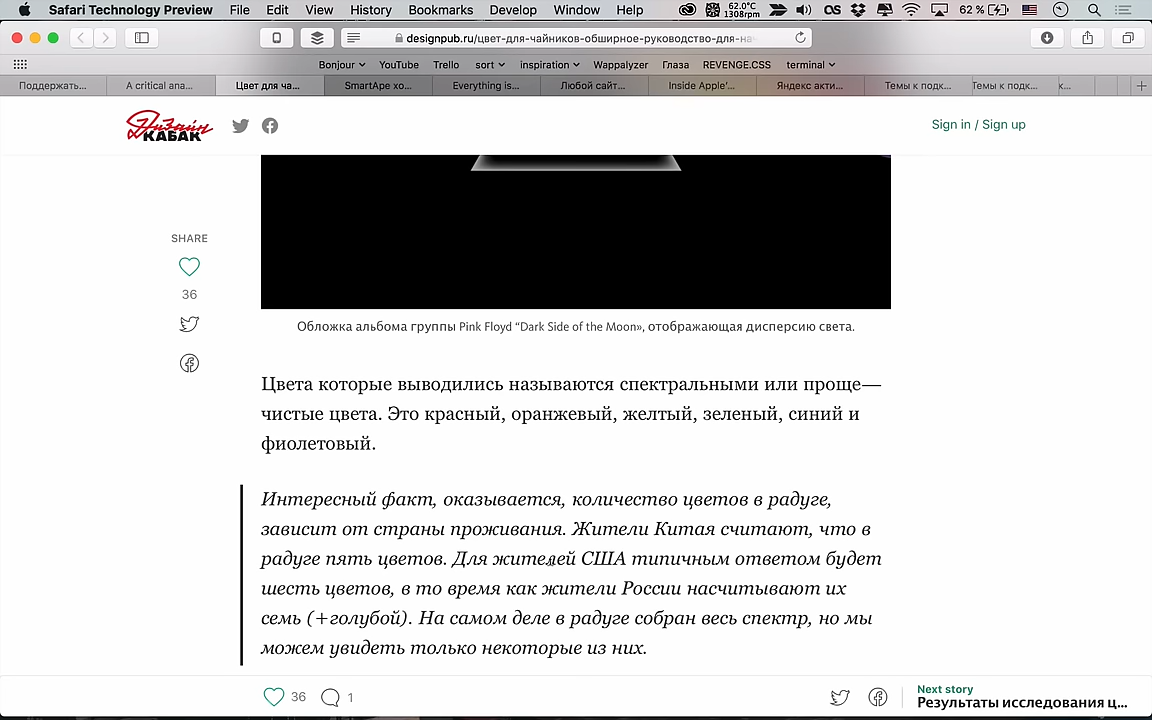 Safari Technology Preview File Edit View History Bookmarks Develop Window Help 62.0°C 1308rpm 62 %
designpub.ru/цвет-для-чайников-обширное-руководство-для-на
Bonjour YouTube Trello sort inspiration Wappalyzer Глаза REVENGE.CSS terminal
Поддержать... A critical ana... Цвет для ча... SmartApe хо... Everything is... Любой сайт... Inside Apple'... Яндекс акти... Темы к подк... Темы к подк... к...
Дизайн КАБАК
Sign in / Sign up
SHARE
36
Обложка альбома группы Pink Floyd “Dark Side of the Moon», отображающая дисперсию света.
Цвета которые выводились называются спектральными или проще—
чистые цвета. Это красный, оранжевый, желтый, зеленый, синий и
фиолетовый.
Интересный факт, оказывается, количество цветов в радуге,
зависит от страны проживания. Жители Китая считают, что в
радуге пять цветов. Для жителей США типичным ответом будет
шесть цветов, в то время как жители России насчитывают их
семь (+голубой). На самом деле в радуге собран весь спектр, но мы
можем увидеть только некоторые из них.
36 1
Next story
Результаты исследования ц...